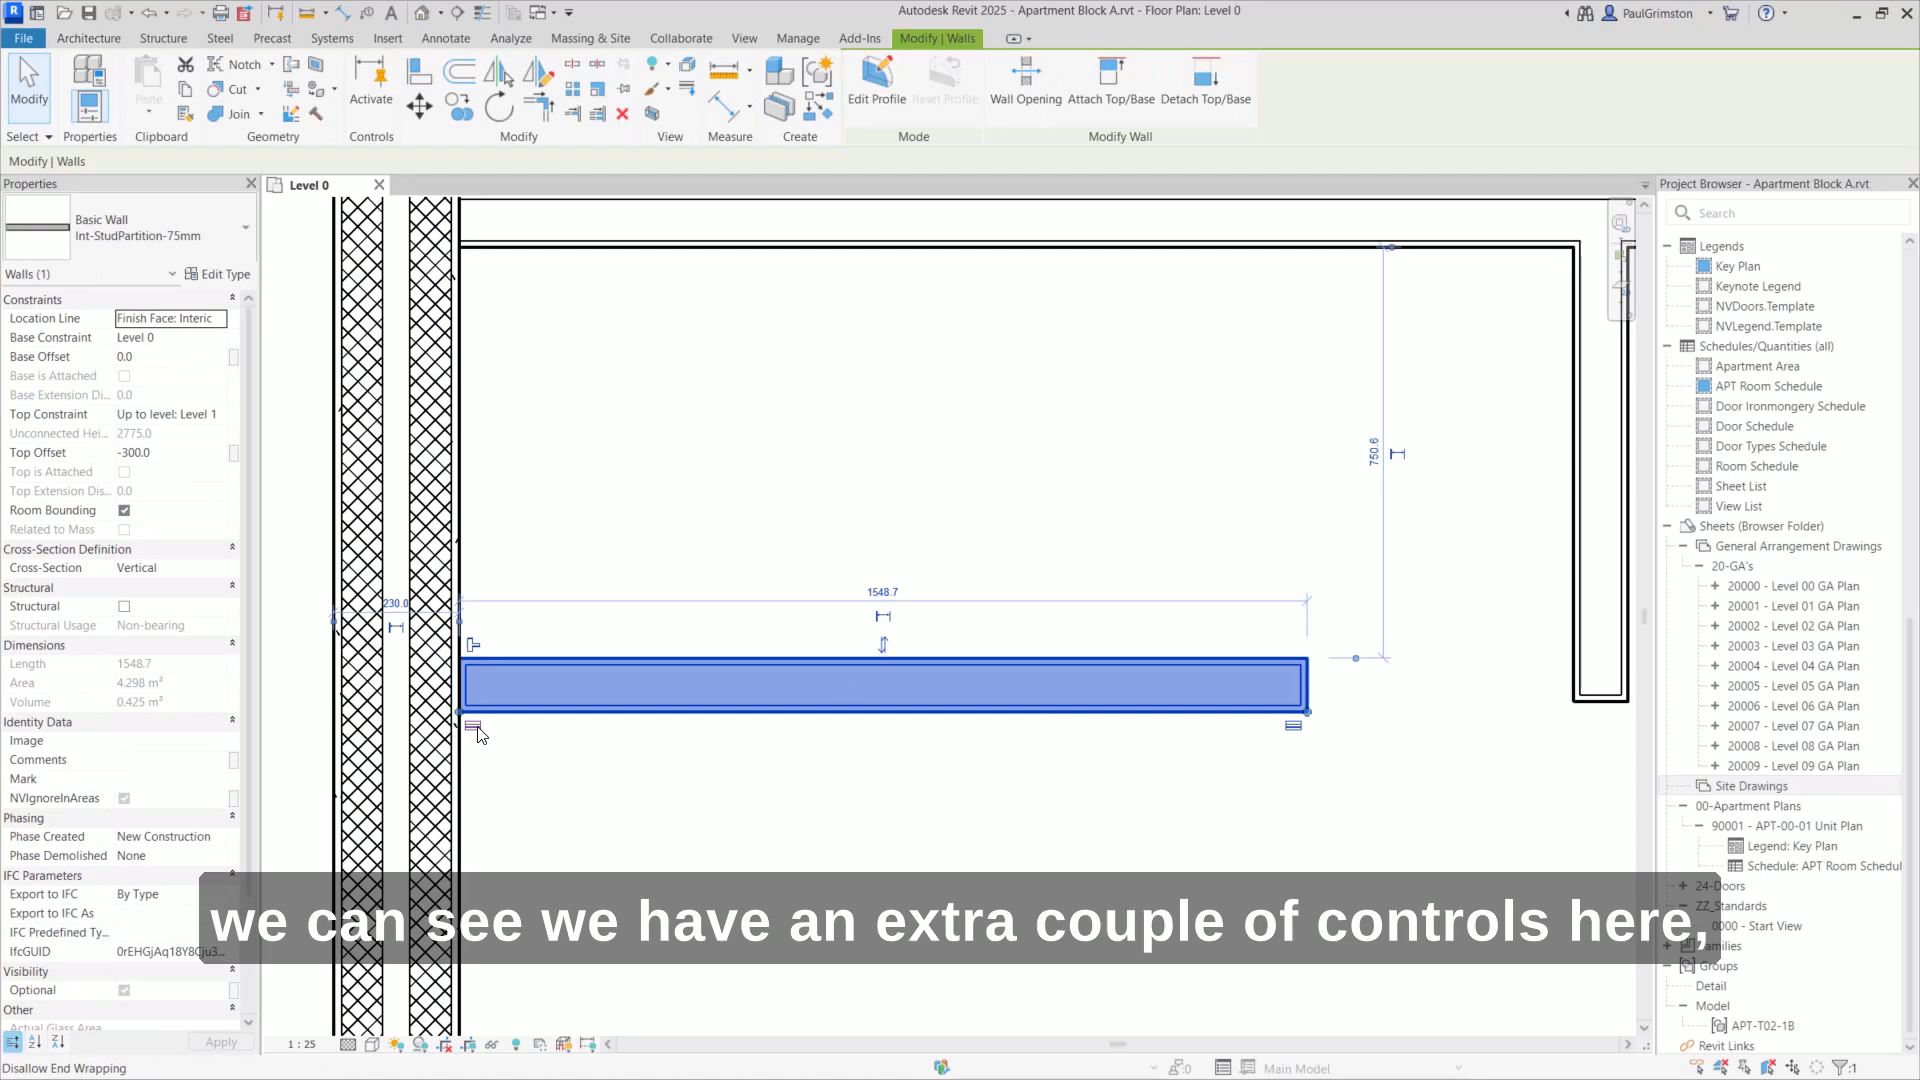 Autodesk Revit 2025 - Apartment Block A.rvt - Floor Plan: Level 0
PaulGrimston
File Architecture Structure Steel Precast Systems Insert Annotate Analyze Massing & Site Collaborate View Manage Add-Ins Modify | Walls
Modify
Paste
Notch
Cut
Join
Activate
Edit Profile
Reset Profile
Wall Opening
Attach Top/Base
Detach Top/Base
Select Properties Clipboard Geometry Controls Modify View Measure Create Mode Modify Wall
Modify | Walls
Properties
Basic Wall
Int-StudPartition-75mm
Walls (1)
Edit Type
Constraints
Location Line Finish Face: Interic
Base Constraint Level 0
Base Offset 0.0
Base is Attached
Base Extension Di... 0.0
Top Constraint Up to level: Level 1
Unconnected Hei... 2775.0
Top Offset -300.0
Top is Attached
Top Extension Dis... 0.0
Room Bounding
Related to Mass
Cross-Section Definition
Cross-Section Vertical
Structural
Structural
Structural Usage Non-bearing
Dimensions
Length 1548.7
Area 4.298 m²
Volume 0.425 m³
Identity Data
Image
Comments
Mark
NVIgnoreInAreas
Phasing
Phase Created New Construction
Phase Demolished None
IFC Parameters
Export to IFC By Type
Export to IFC As
IFC Predefined Ty...
IfcGUID
Visibility
Optional
Other
Actual Glass Area
Apply
Level 0
750.6
1548.7
230.0
we can see we have an extra couple of controls here,
1 : 25
Project Browser - Apartment Block A.rvt
Search
Legends
Key Plan
Keynote Legend
NVDoors.Template
NVLegend.Template
Schedules/Quantities (all)
Apartment Area
APT Room Schedule
Door Ironmongery Schedule
Door Schedule
Door Types Schedule
Room Schedule
Sheet List
View List
Sheets (Browser Folder)
General Arrangement Drawings
20-GA's
20000 - Level 00 GA Plan
20001 - Level 01 GA Plan
20002 - Level 02 GA Plan
20003 - Level 03 GA Plan
20004 - Level 04 GA Plan
20005 - Level 05 GA Plan
20006 - Level 06 GA Plan
20007 - Level 07 GA Plan
20008 - Level 08 GA Plan
20009 - Level 09 GA Plan
Site Drawings
00-Apartment Plans
90001 - APT-00-01 Unit Plan
Legend: Key Plan
Schedule: APT Room Schedul
24-Doors
ZZ_Standards
0000 - Start View
Families
Groups
Detail
Model
APT-T02-1B
Revit Links
Disallow End Wrapping
:0
Main Model
:1